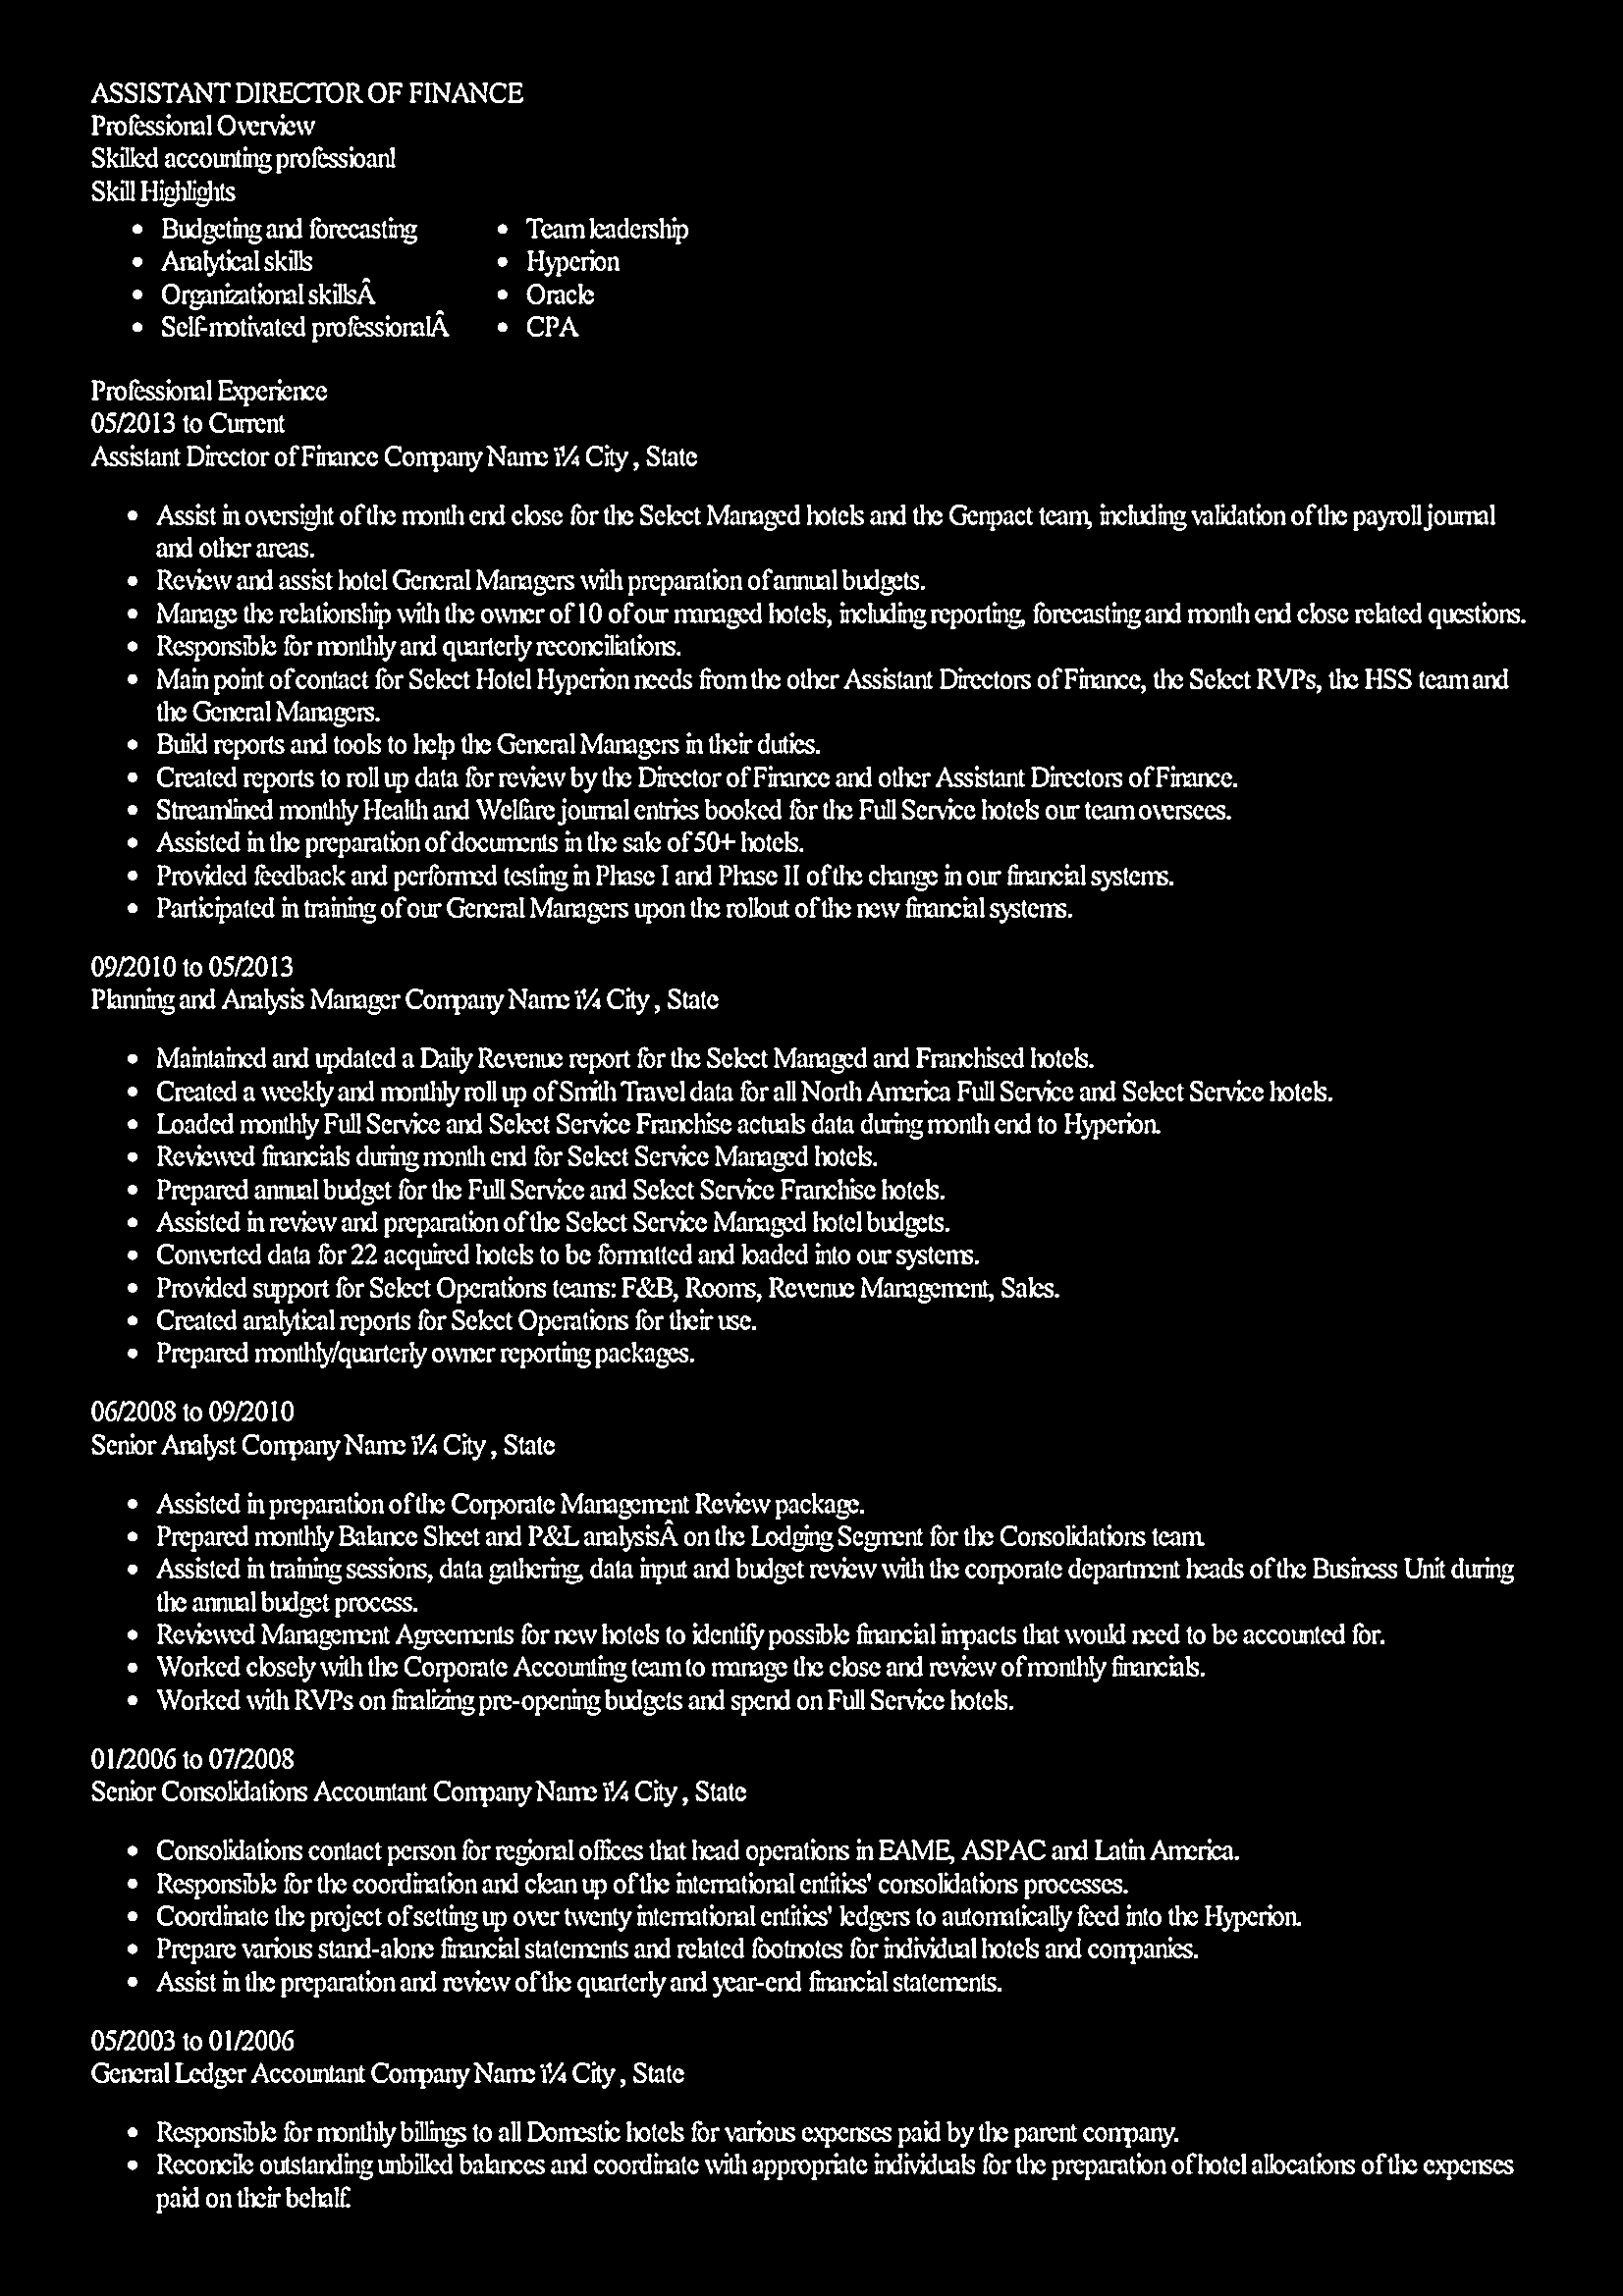 ASSISTANT DIRECTOR OF FINANCE
Professional Overview
Skilled accounting professioanl
Skill Highlights
• Budgeting and forecasting
• Analytical skills
• Organizational skillsÂ
• Self-motivated professionalÂ
• Team leadership
• Hyperion
• Oracle
• CPA
Professional Experience
05/2013 to Current
Assistant Director of Finance Company Name ï¼ City , State
• Assist in oversight of the month end close for the Select Managed hotels and the Genpact team, including validation of the payroll journal
and other areas.
• Review and assist hotel General Managers with preparation of annual budgets.
• Manage the relationship with the owner of 10 of our managed hotels, including reporting, forecasting and month end close related questions.
• Responsible for monthly and quarterly reconciliations.
• Main point of contact for Select Hotel Hyperion needs from the other Assistant Directors of Finance, the Select RVPs, the HSS team and
the General Managers.
• Build reports and tools to help the General Managers in their duties.
• Created reports to roll up data for review by the Director of Finance and other Assistant Directors of Finance.
• Streamlined monthly Health and Welfare journal entries booked for the Full Service hotels our team oversees.
• Assisted in the preparation of documents in the sale of 50+ hotels.
• Provided feedback and performed testing in Phase I and Phase II of the change in our financial systems.
• Participated in training of our General Managers upon the rollout of the new financial systems.
09/2010 to 05/2013
Planning and Analysis Manager Company Name ï¼ City , State
• Maintained and updated a Daily Revenue report for the Select Managed and Franchised hotels.
• Created a weekly and monthly roll up of Smith Travel data for all North America Full Service and Select Service hotels.
• Loaded monthly Full Service and Select Service Franchise actuals data during month end to Hyperion.
• Reviewed financials during month end for Select Service Managed hotels.
• Prepared annual budget for the Full Service and Select Service Franchise hotels.
• Assisted in review and preparation of the Select Service Managed hotel budgets.
• Converted data for 22 acquired hotels to be formatted and loaded into our systems.
• Provided support for Select Operations teams: F&B, Rooms, Revenue Management, Sales.
• Created analytical reports for Select Operations for their use.
• Prepared monthly/quarterly owner reporting packages.
06/2008 to 09/2010
Senior Analyst Company Name ï¼ City , State
• Assisted in preparation of the Corporate Management Review package.
• Prepared monthly Balance Sheet and P&L analysisÂ on the Lodging Segment for the Consolidations team.
• Assisted in training sessions, data gathering, data input and budget review with the corporate department heads of the Business Unit during
the annual budget process.
• Reviewed Management Agreements for new hotels to identify possible financial impacts that would need to be accounted for.
• Worked closely with the Corporate Accounting team to manage the close and review of monthly financials.
• Worked with RVPs on finalizing pre-opening budgets and spend on Full Service hotels.
01/2006 to 07/2008
Senior Consolidations Accountant Company Name ï¼ City , State
• Consolidations contact person for regional offices that head operations in EAME, ASPAC and Latin America.
• Responsible for the coordination and clean up of the international entities' consolidations processes.
• Coordinate the project of setting up over twenty international entities' ledgers to automatically feed into the Hyperion.
• Prepare various stand-alone financial statements and related footnotes for individual hotels and companies.
• Assist in the preparation and review of the quarterly and year-end financial statements.
05/2003 to 01/2006
General Ledger Accountant Company Name ï¼ City , State
• Responsible for monthly billings to all Domestic hotels for various expenses paid by the parent company.
• Reconcile outstanding unbilled balances and coordinate with appropriate individuals for the preparation of hotel allocations of the expenses
paid on their behalf.